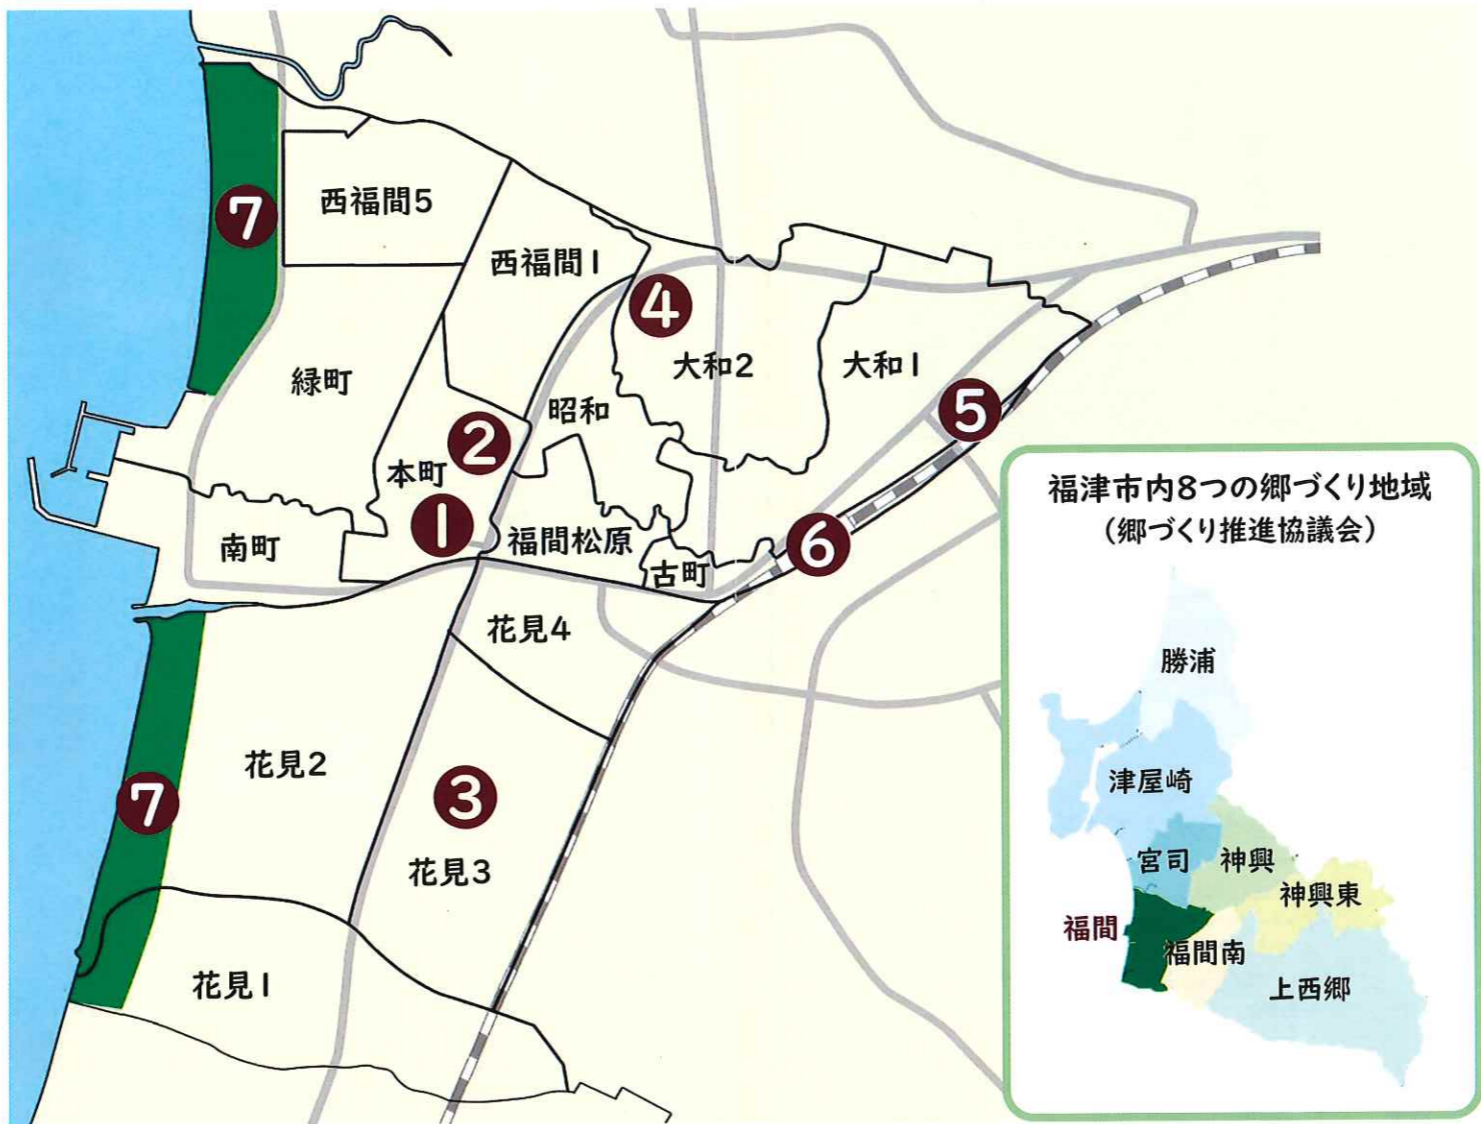 7
西福間5
西福間1
4
緑町
大和2
大和1
昭和
5
2
本町
1
福間松原
6
南町
古町
花見4
花見2
7
3
花見3
花見1
福津市内8つの郷づくり地域
(郷づくり推進協議会)
勝浦
津屋崎
宮司
神興
神興東
福間
福間南
上西郷